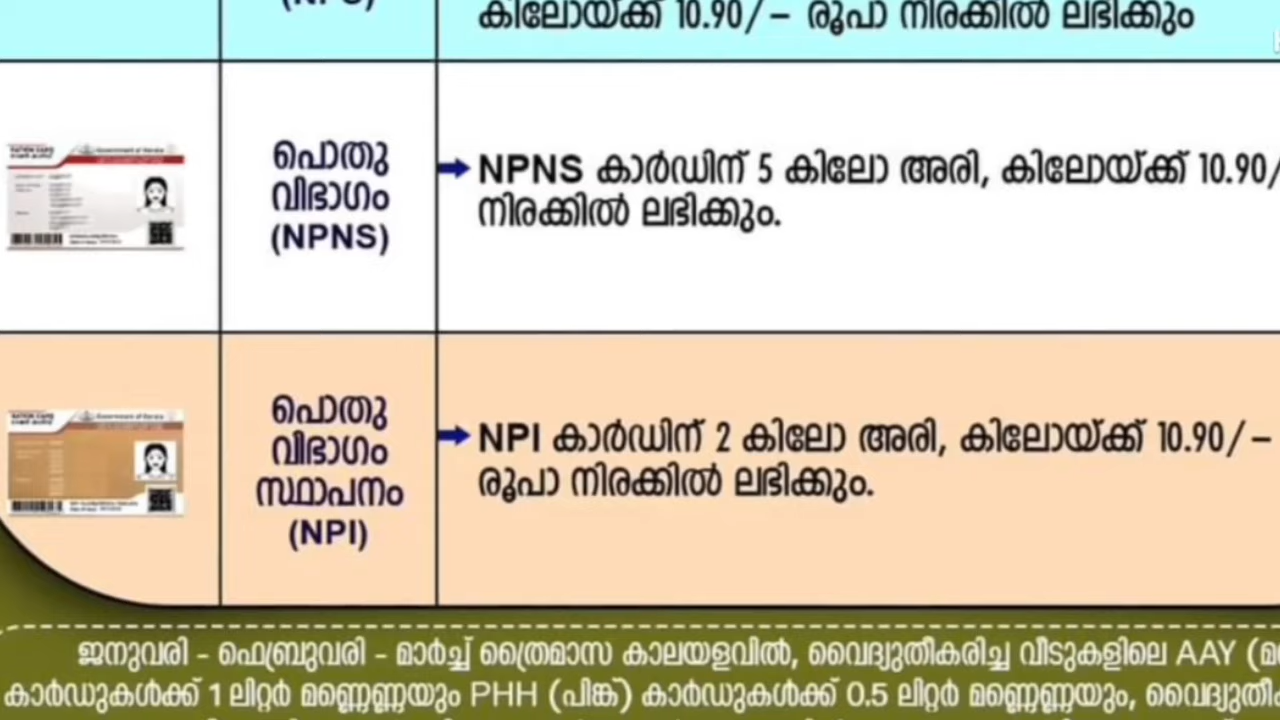 കിലോയ്ക്ക് 10.90/– രൂപാ നിരക്കിൽ ലഭിക്കും
പൊതു
വിഭാഗം
(NPNS)
NPNS കാർഡിന് 5 കിലോ അരി, കിലോയ്ക്ക് 10.90/
നിരക്കിൽ ലഭിക്കും.
പൊതു
വിഭാഗം
സ്ഥാപനം
(NPI)
NPI കാർഡിന് 2 കിലോ അരി, കിലോയ്ക്ക് 10.90/–
രൂപാ നിരക്കിൽ ലഭിക്കും.
ജനുവരി – ഫെബ്രുവരി – മാർച്ച് ത്രൈമാസ കാലയളവിൽ, വൈദ്യുതീകരിച്ച വീടുകളിലെ AAY
കാർഡുകൾക്ക് 1 ലിറ്റർ മണ്ണെണ്ണയും PHH (പിങ്ക്) കാർഡുകൾക്ക് 0.5 ലിറ്റർ മണ്ണെണ്ണയും,